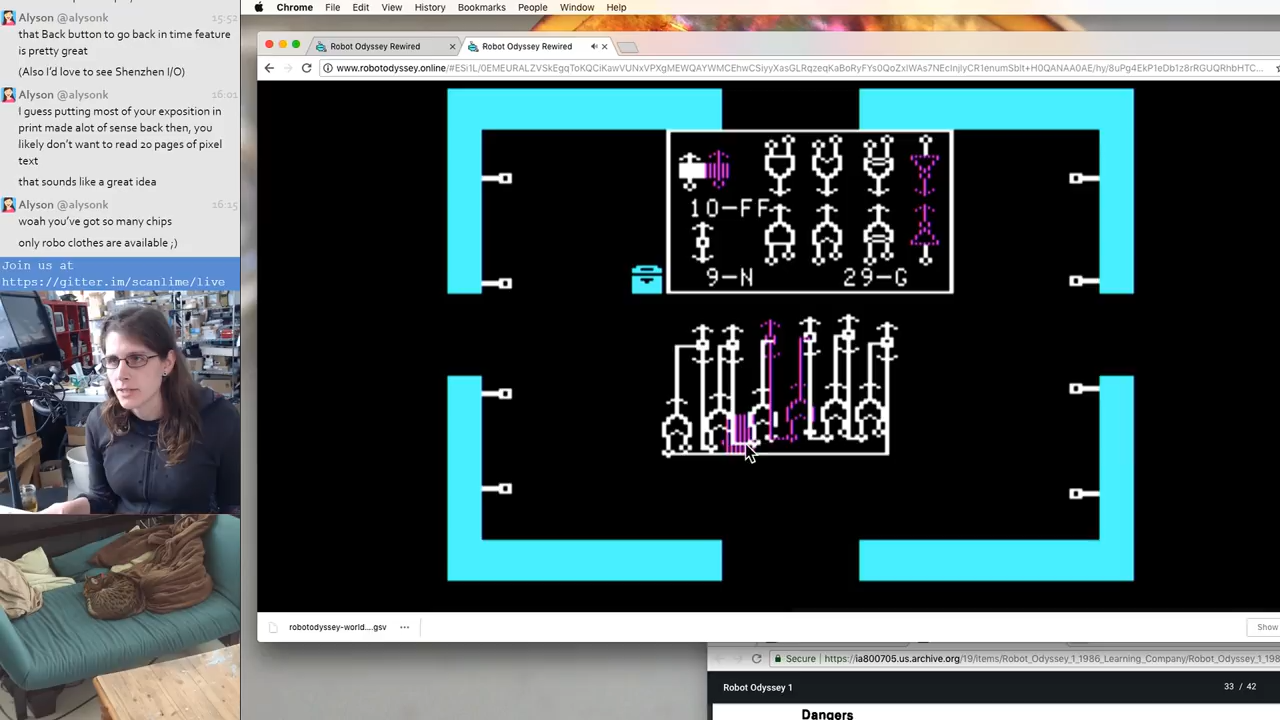 Alyson @alysonk 15:52
that Back button to go back in time feature
is pretty great
(Also I'd love to see Shenzhen I/O)
Alyson @alysonk 16:01
I guess putting most of your exposition in
print made alot of sense back then, you
likely don't want to read 20 pages of pixel
text
that sounds like a great idea
Alyson @alysonk 16:15
woah you've got so many chips
only robo clothes are available ;)
Join us at
https://gitter.im/scanlime/live
Chrome File Edit View History Bookmarks People Window Help
Robot Odyssey Rewired
Robot Odyssey Rewired
10-FF
9-N 29-G
robotodyssey-world....gsv
Show
Secure
Robot Odyssey 1
33 / 42
Dangers